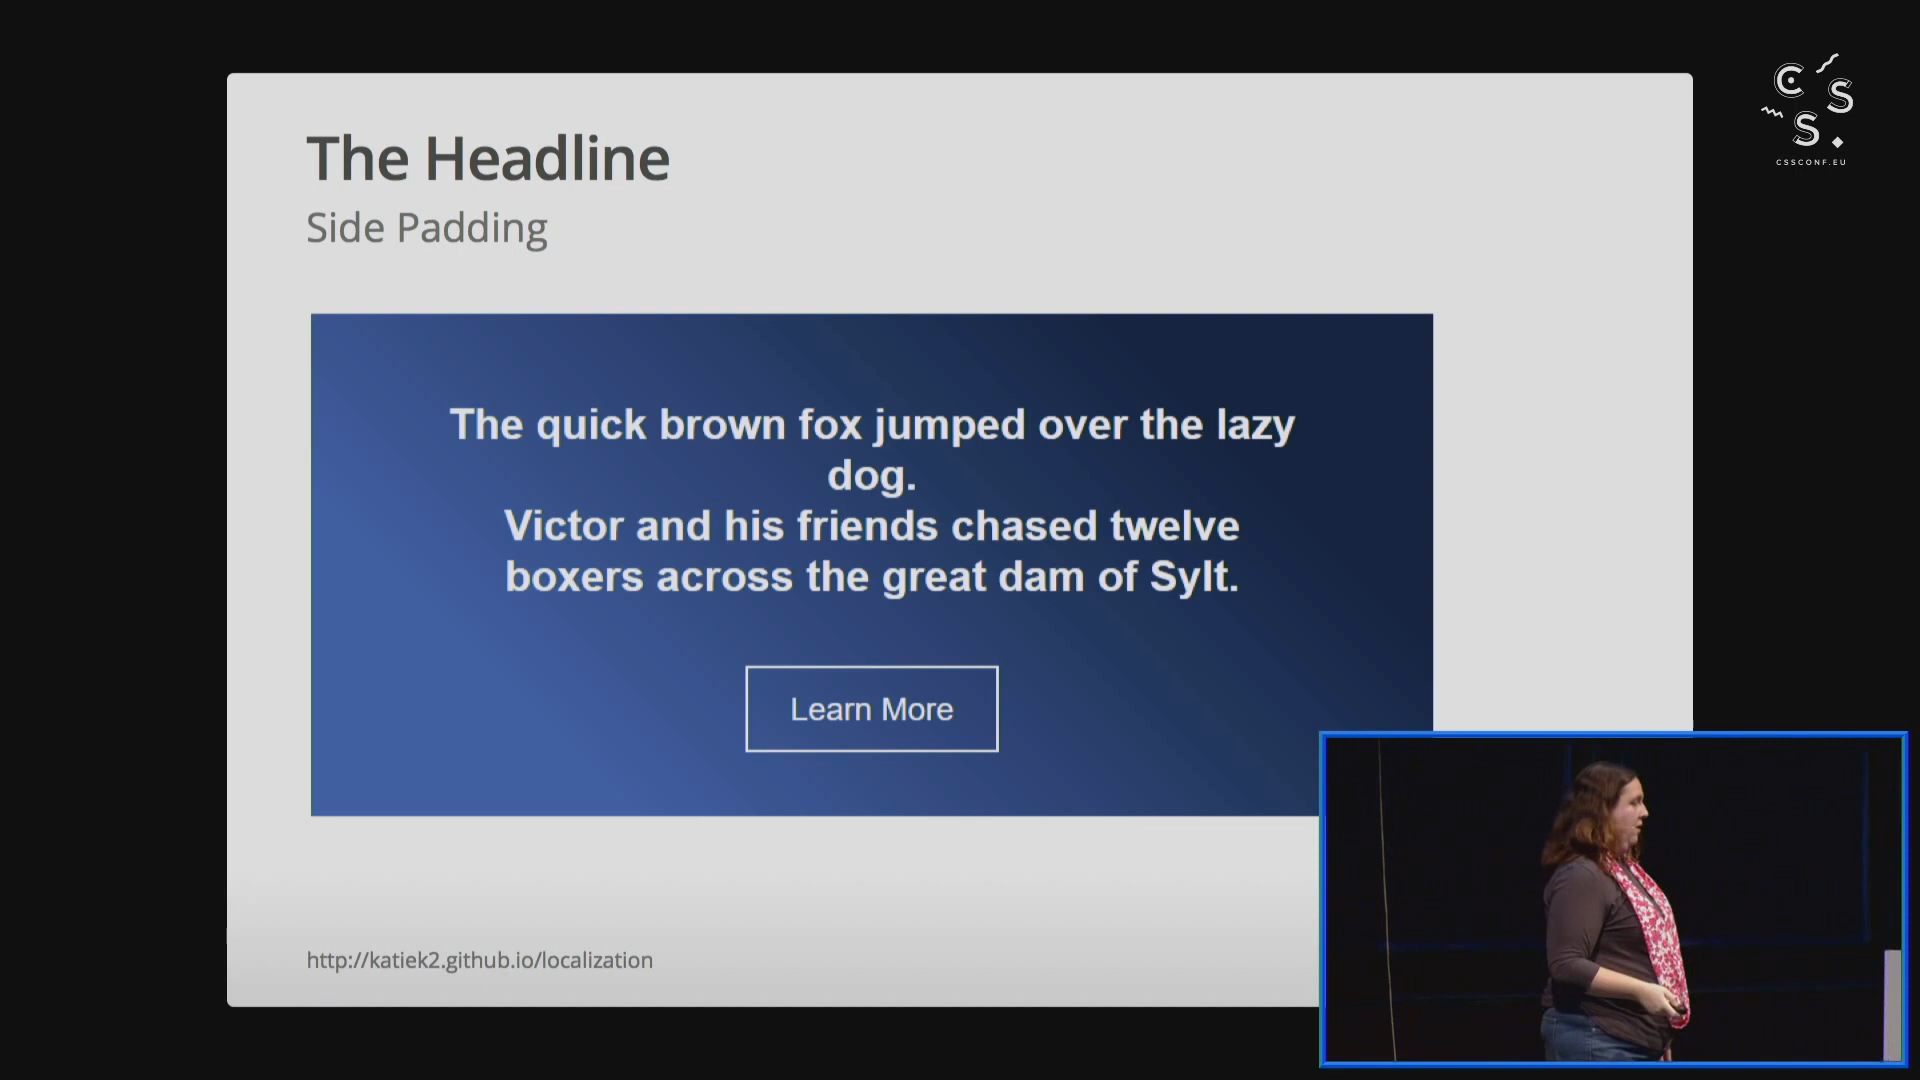 The Headline
Side Padding
The quick brown fox jumped over the lazy
dog.
Victor and his friends chased twelve
boxers across the great dam of Sylt.
Learn More
http://katiek2.github.io/localization
C S
S.
CSSCONF.EU